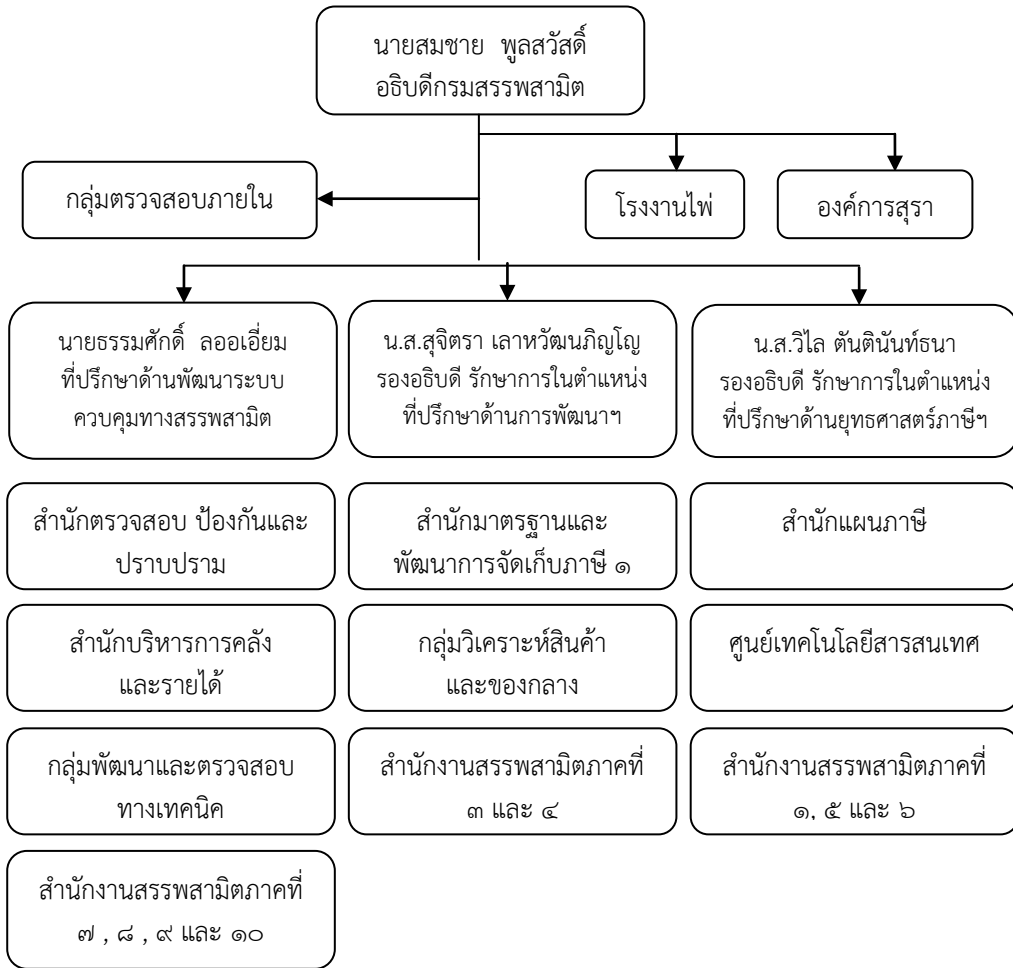 นายสมชาย พูลสวัสดิ์
อธิบดีกรมสรรพสามิต
กลุ่มตรวจสอบภายใน
โรงงานไพ่
องค์การสุรา
นายธรรมศักดิ์ ลออเอี่ยม
ที่ปรึกษาด้านพัฒนาระบบ
ควบคุมทางสรรพสามิต
น.ส.สุจิตรา เลาหวัฒนภิญโญ
รองอธิบดี รักษาการในตำแหน่ง
ที่ปรึกษาด้านการพัฒนาฯ
น.ส.วิไล ตันตินันท์ธนา
รองอธิบดี รักษาการในตำแหน่ง
ที่ปรึกษาด้านยุทธศาสตร์ภาษีฯ
สำนักตรวจสอบ ป้องกันและ
ปราบปราม
สำนักมาตรฐานและ
พัฒนาการจัดเก็บภาษี ๑
สำนักแผนภาษี
สำนักบริหารการคลัง
และรายได้
กลุ่มวิเคราะห์สินค้า
และของกลาง
ศูนย์เทคโนโลยีสารสนเทศ
กลุ่มพัฒนาและตรวจสอบ
ทางเทคนิค
สำนักงานสรรพสามิตภาคที่
๓ และ ๔
สำนักงานสรรพสามิตภาคที่
๑, ๕ และ ๖
สำนักงานสรรพสามิตภาคที่
๗ , ๘ , ๙ และ ๑๐